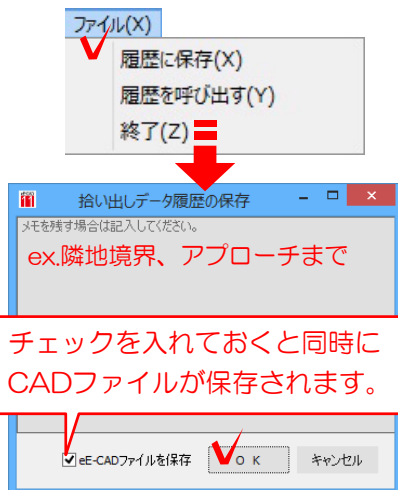 ファイル(X)
履歴に保存(X)
履歴を呼び出す(Y)
終了(Z)
拾い出しデータ履歴の保存
メモを残す場合は記入してください。
ex.隣地境界、アプローチまで
チェックを入れておくと同時に
CADファイルが保存されます。
eE-CADファイルを保存
ＯＫ
キャンセル